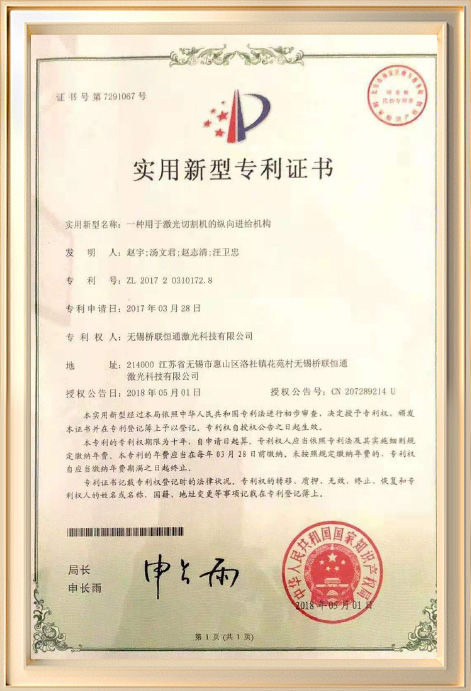 证书号第7291067号
实用新型专利证书
实用新型名称：一种用于激光切割机的纵向进给机构
发 明 人：赵宇;汤文君;赵志清;汪卫忠
专 利 号：ZL 2017 2 0310172.8
专利申请日：2017年03月28日
专 利 权 人：无锡桥联恒通激光科技有限公司
地 址：214000 江苏省无锡市惠山区洛社镇花苑村无锡桥联恒通
激光科技有限公司
授权公告日：2018年05月01日 授权公告号：CN 207289214 U
本实用新型经过本局依照中华人民共和国专利法进行初步审查，决定授予专利权，颁发
本证书并在专利登记簿上予以登记。专利权自授权公告之日起生效。
本专利的专利权期限为十年，自申请日起算。专利权人应当依照专利法及其实施细则规
定缴纳年费。本专利的年费应当在每年03月28日前缴纳。未按照规定缴纳年费的，专利权
自应当缴纳年费期满之日起终止。
专利证书记载专利权登记时的法律状况。专利权的转移、质押、无效、终止、恢复和专
利权人的姓名或名称、国籍、地址变更等事项记载在专利登记簿上。
局长
申长雨
申长雨
中华人民共和国国家知识产权局
2018年05月01日
第 1 页 (共 1 页)